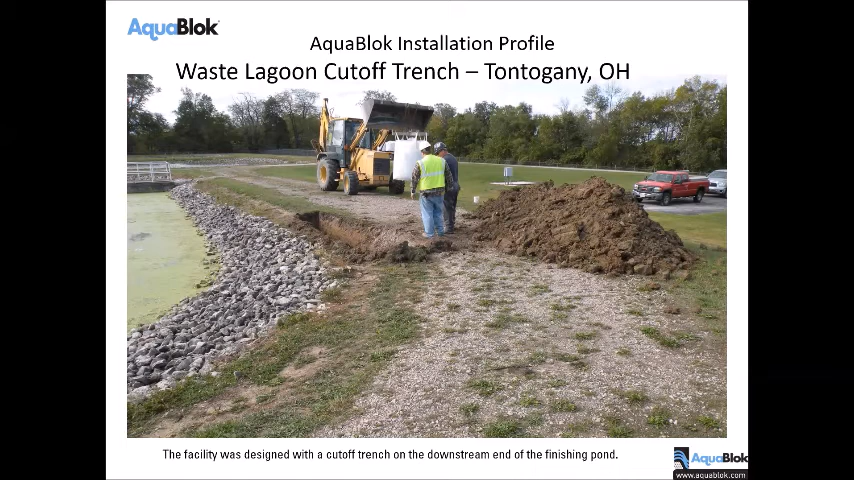 AquaBlok
AquaBlok Installation Profile
Waste Lagoon Cutoff Trench – Tontogany, OH
The facility was designed with a cutoff trench on the downstream end of the finishing pond.
AquaBlok
www.aquablok.com